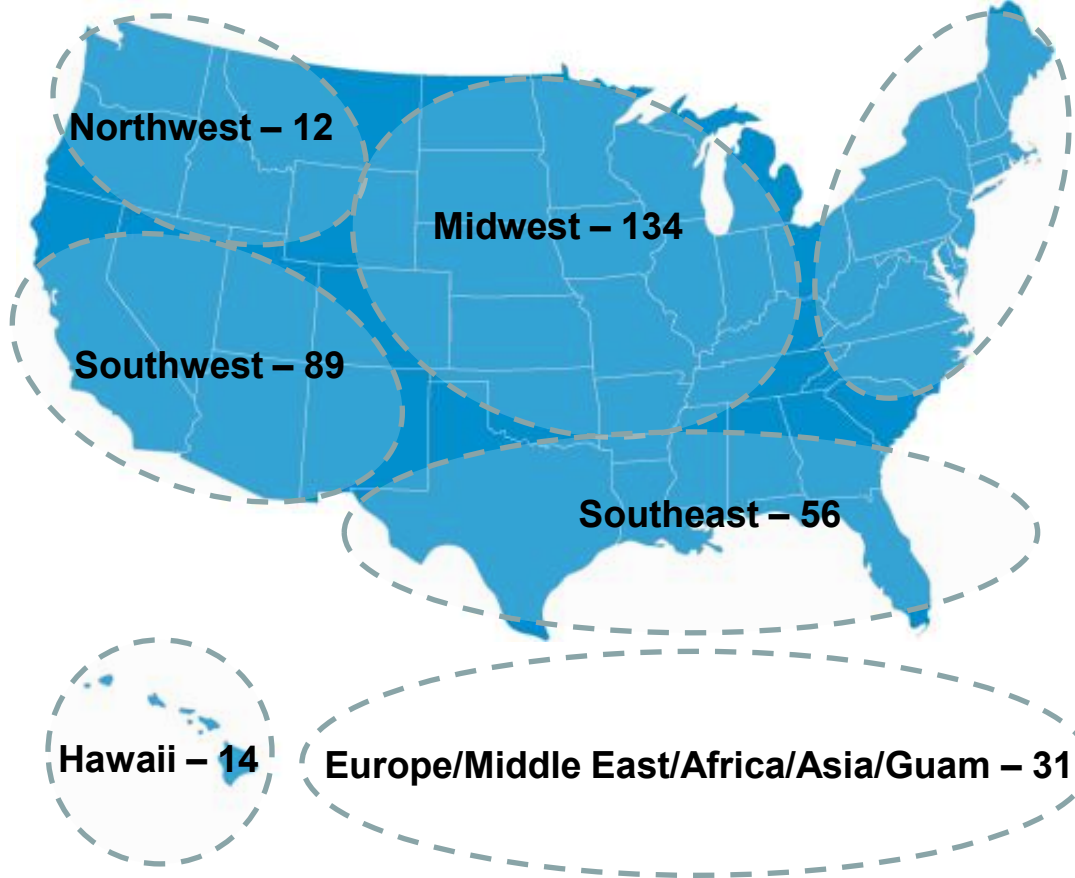 Northwest – 12
Midwest – 134
Southwest – 89
Southeast – 56
Hawaii – 14
Europe/Middle East/Africa/Asia/Guam – 31